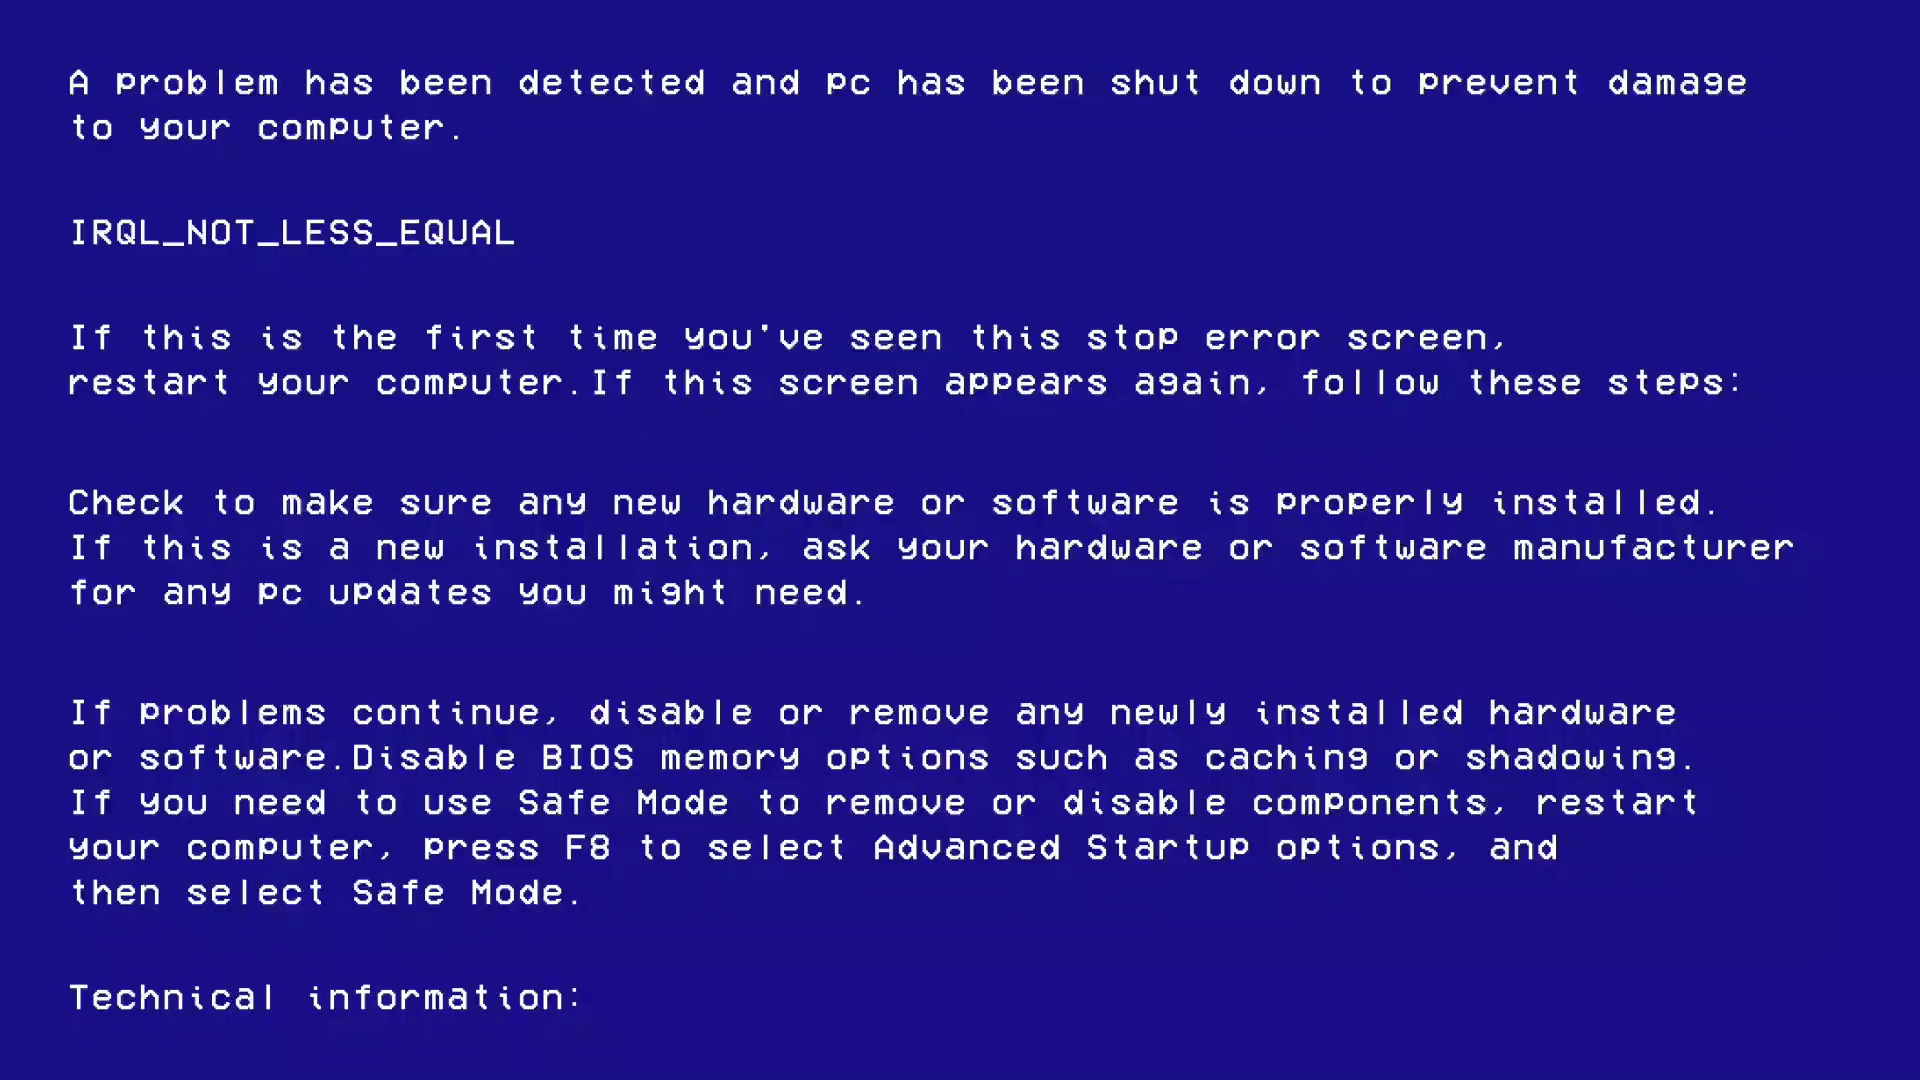 A problem has been detected and pc has been shut down to prevent damage
to your computer.
IRQL_NOT_LESS_EQUAL
If this is the first time you've seen this stop error screen,
restart your computer.If this screen appears again, follow these steps:
Check to make sure any new hardware or software is properly installed.
If this is a new installation, ask your hardware or software manufacturer
for any pc updates you might need.
If problems continue, disable or remove any newly installed hardware
or software.Disable BIOS memory options such as caching or shadowing.
If you need to use Safe Mode to remove or disable components, restart
your computer, press F8 to select Advanced Startup options, and
then select Safe Mode.
Technical information: